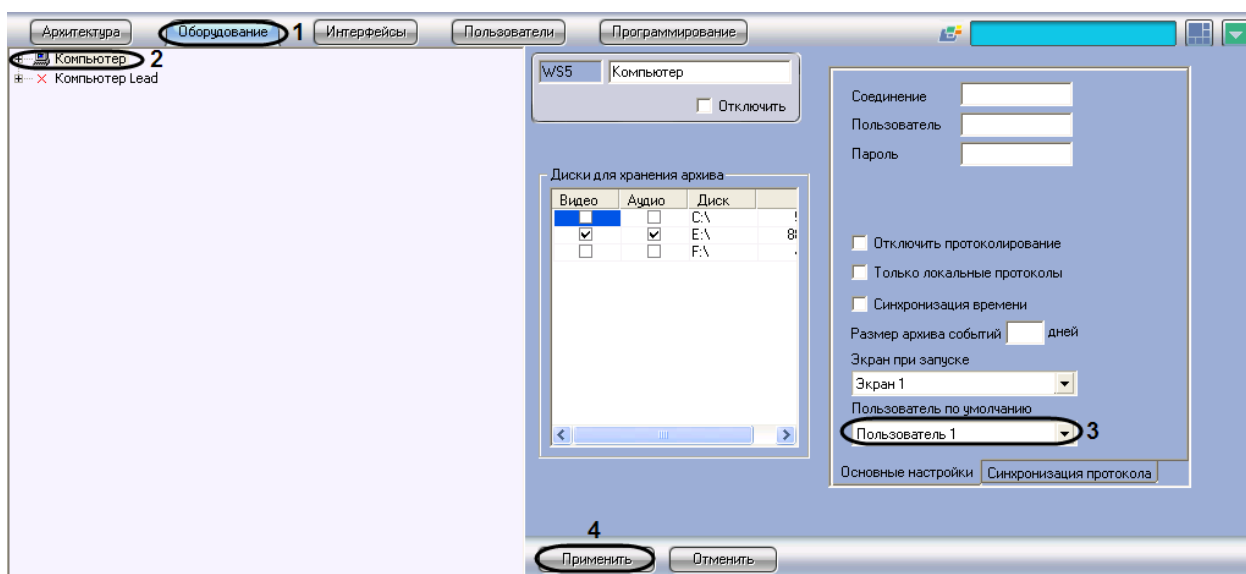 Архитектура Оборудование 1 Интерфейсы Пользователи Программирование
Компьютер 2
Компьютер Lead
WS5 Компьютер
Отключить
Диски для хранения архива
Видео Аудио Диск
C:\
E:\
F:\
Соединение
Пользователь
Пароль
Отключить протоколирование
Только локальные протоколы
Синхронизация времени
Размер архива событий дней
Экран при запуске
Экран 1
Пользователь по умолчанию
Пользователь 1 3
Основные настройки Синхронизация протокола
4
Применить Отменить